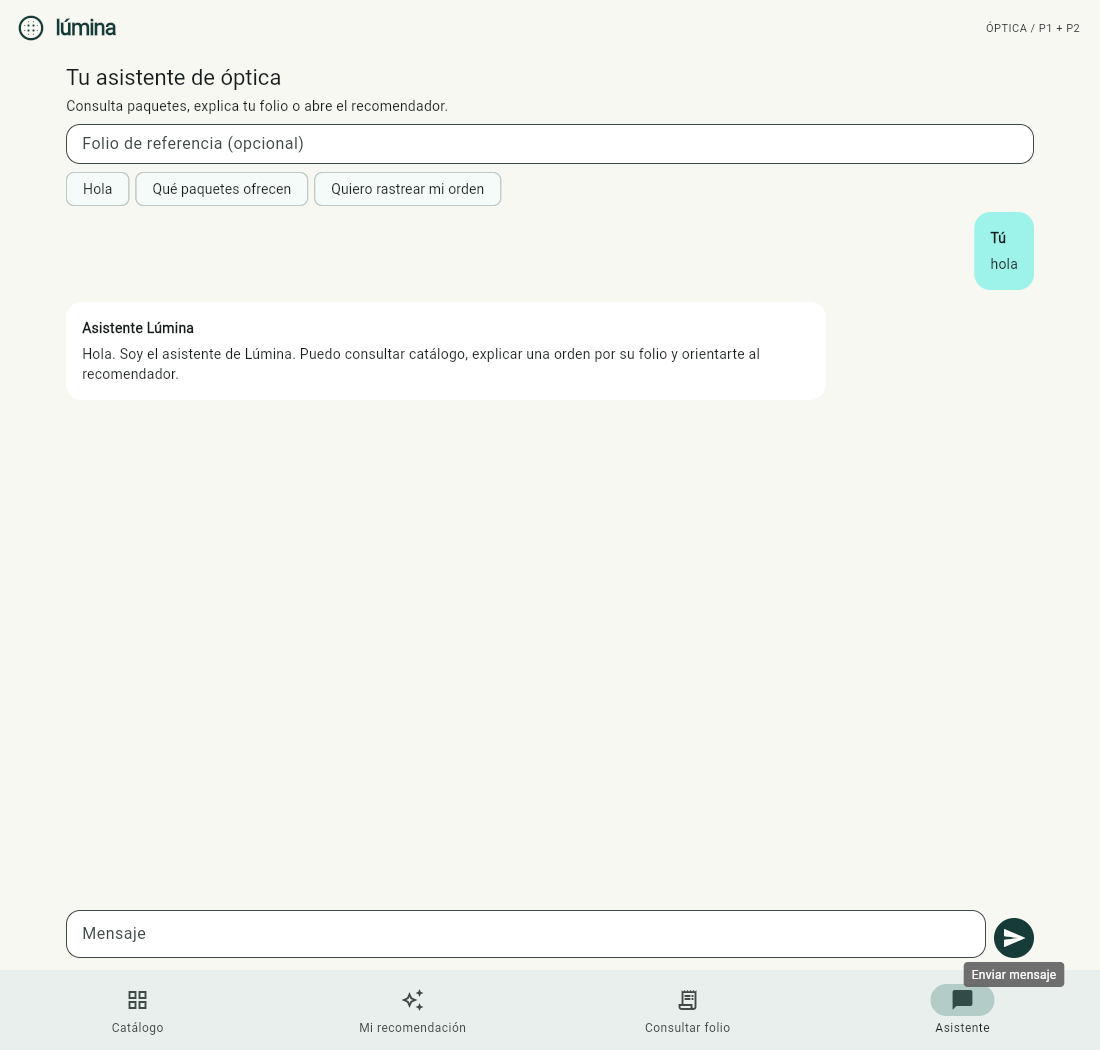 lúmina
ÓPTICA / P1 + P2
Tu asistente de óptica
Consulta paquetes, explica tu folio o abre el recomendador.
Folio de referencia (opcional)
Hola
Qué paquetes ofrecen
Quiero rastrear mi orden
Tú
hola
Asistente Lúmina
Hola. Soy el asistente de Lúmina. Puedo consultar catálogo, explicar una orden por su folio y orientarte al
recomendador.
Mensaje
Enviar mensaje
Catálogo
Mi recomendación
Consultar folio
Asistente